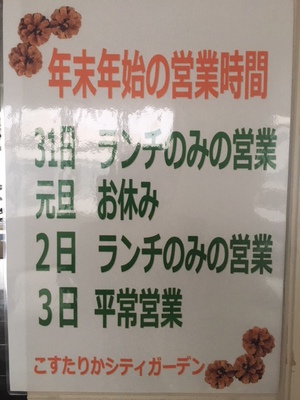 年末年始の営業時間
31日 ランチのみの営業
元旦 お休み
2日 ランチのみの営業
3日 平常営業
こすたりかシティガーデン